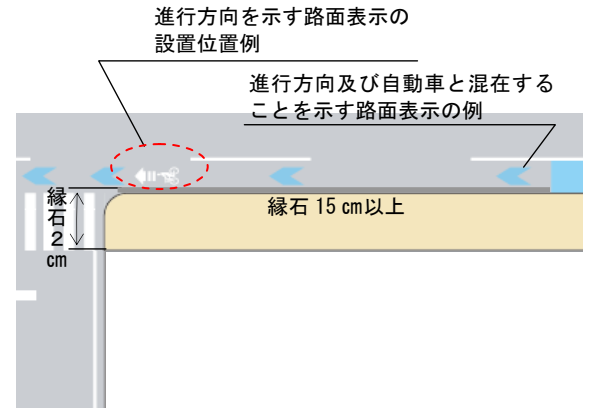 進行方向を示す路面表示の
設置位置例
進行方向及び自動車と混在する
ことを示す路面表示の例
縁石 15 cm以上
縁石2cm